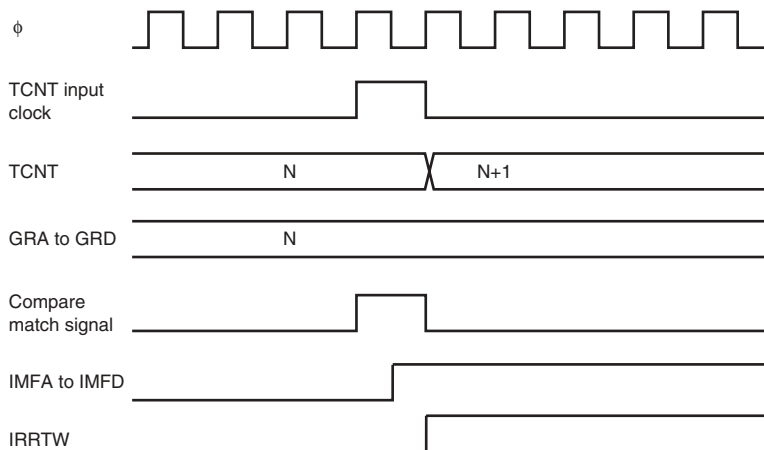 ϕ
TCNT input
clock
TCNT
N
N+1
GRA to GRD
N
Compare
match signal
IMFA to IMFD
IRRTW